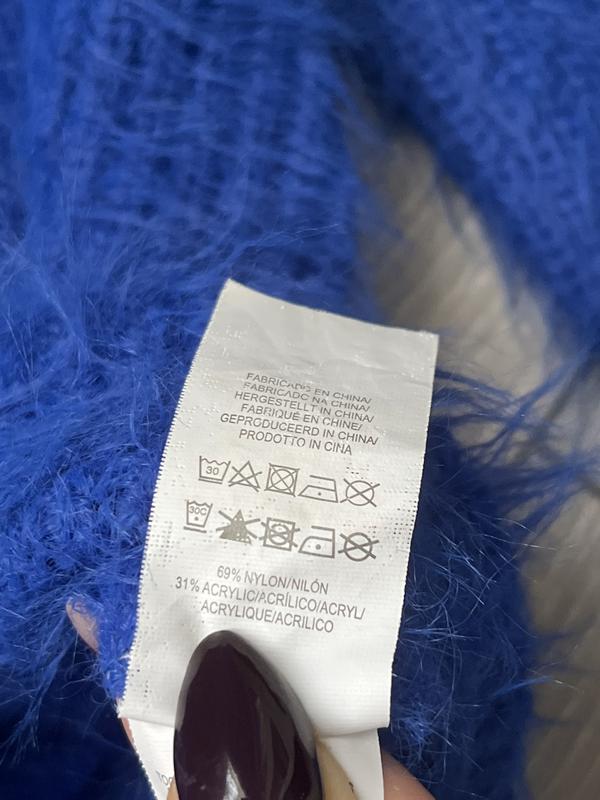 FABRICADO EN CHINA/
FABRICADO NA CHINA/
HERGESTELLT IN CHINA/
FABRIQUÉ EN CHINE/
GEPRODUCEERD IN CHINA/
PRODOTTO IN CINA
30
30C
69% NYLON/NILÓN
31% ACRYLIC/ACRÍLICO/ACRYL/
ACRYLIQUE/ACRILICO